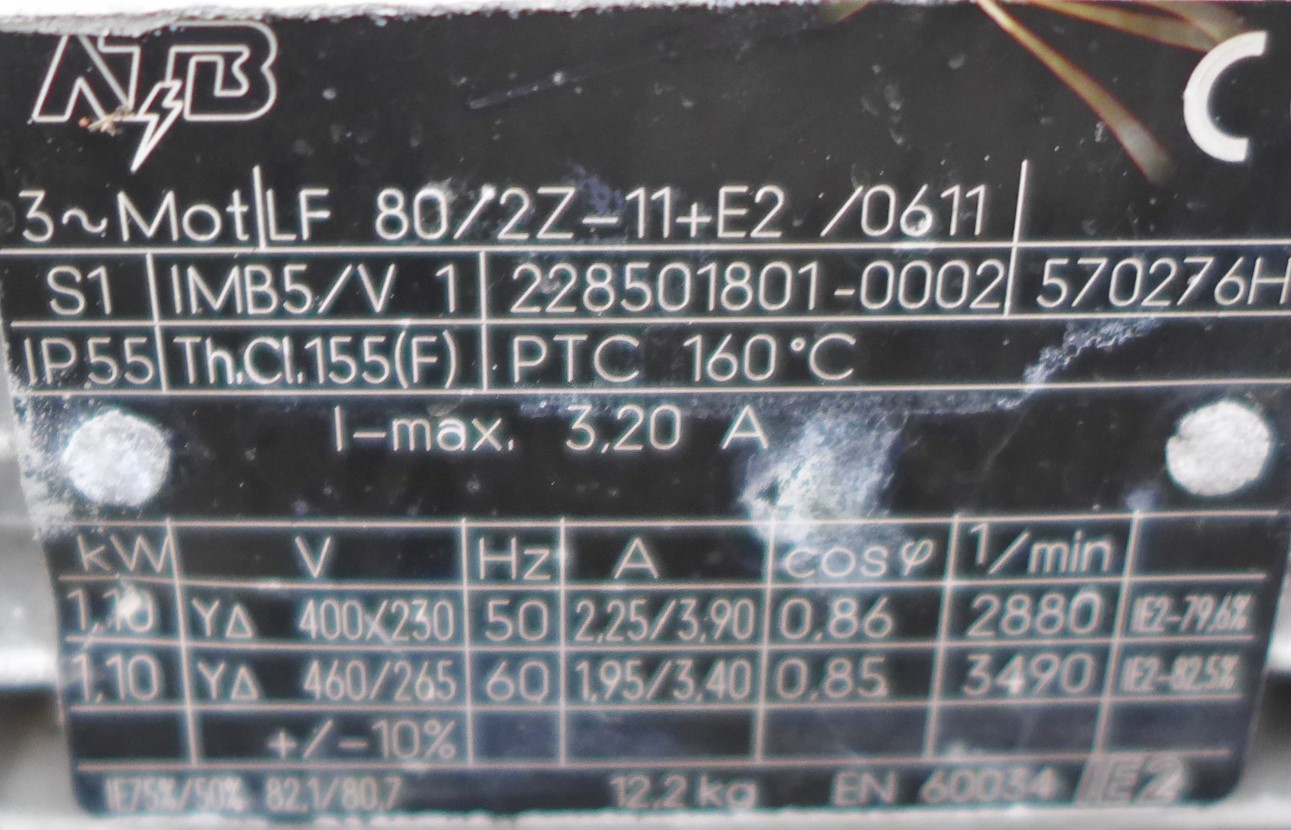 ATB
C
3~Mot LF 80/2Z-11+E2 /0611
S1 IMB5/V 1 228501801-0002 570276H
IP55 Th.Cl.155(F) PTC 160°C
I-max. 3,20 A
kW V Hz A cosφ 1/min
1,10 YΔ 400/230 50 2,25/3,90 0,86 2880 IE2-79,6%
1,10 YΔ 460/265 60 1,95/3,40 0,85 3490 IE2-82,5%
+/-10%
IE75%/50% 82,1/80,7 12,2 kg EN 60034 IE2